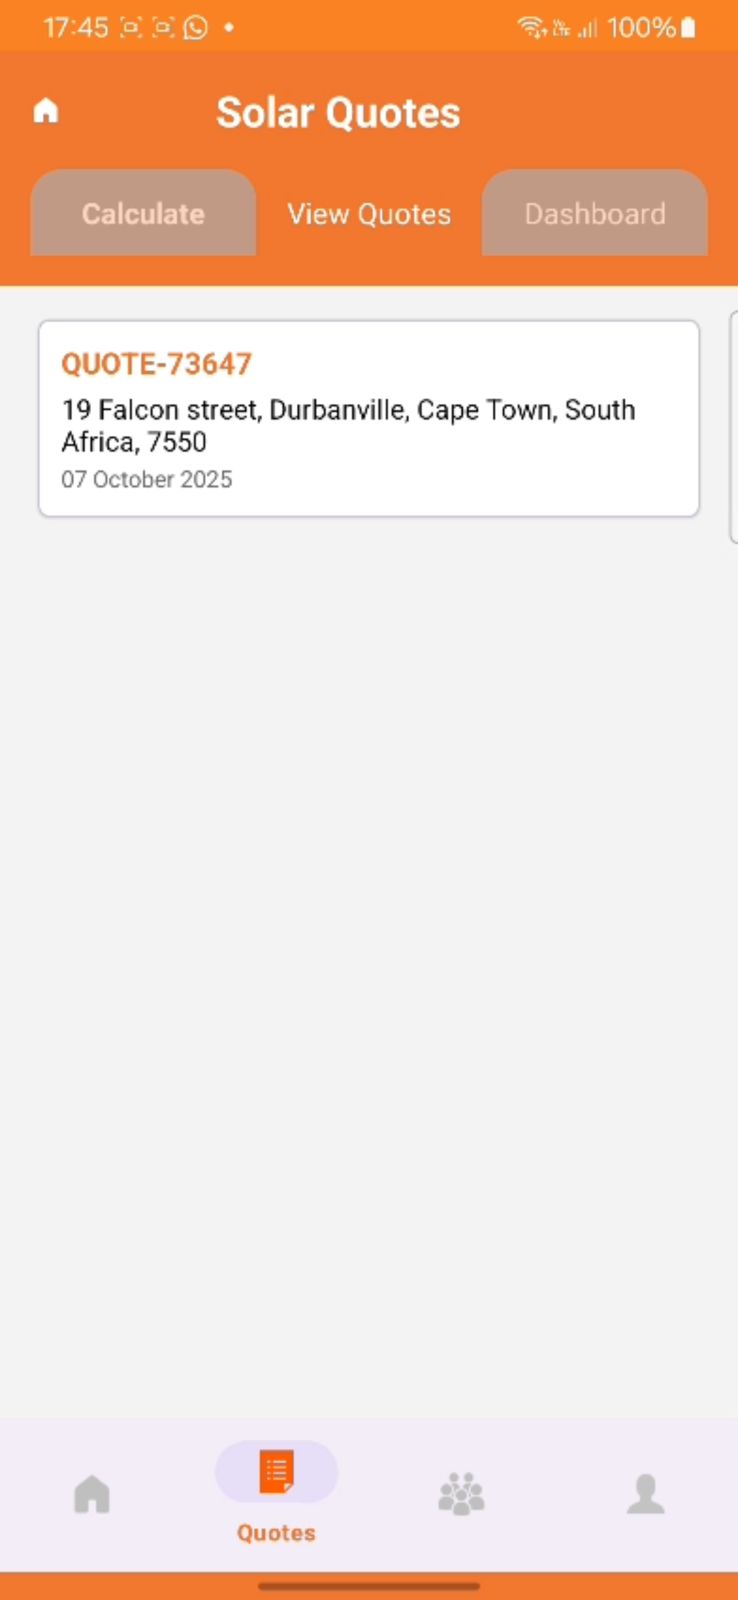 17:45
100%
Solar Quotes
Calculate
View Quotes
Dashboard
QUOTE-73647
19 Falcon street, Durbanville, Cape Town, South
Africa, 7550
07 October 2025
Quotes